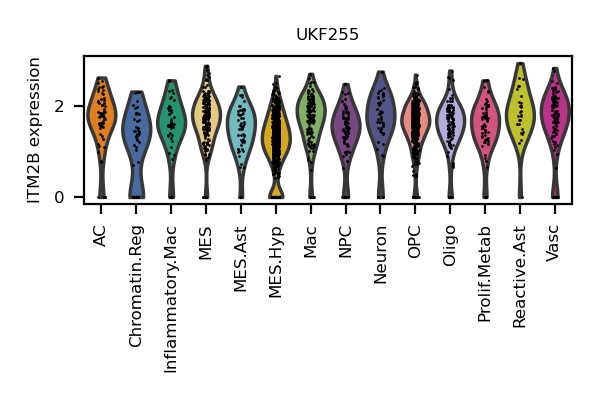 UKF255
ITM2B expression
2
0
AC
Chromatin.Reg
Inflammatory.Mac
MES
MES.Ast
MES.Hyp
Mac
NPC
Neuron
OPC
Oligo
Prolif.Metab
Reactive.Ast
Vasc